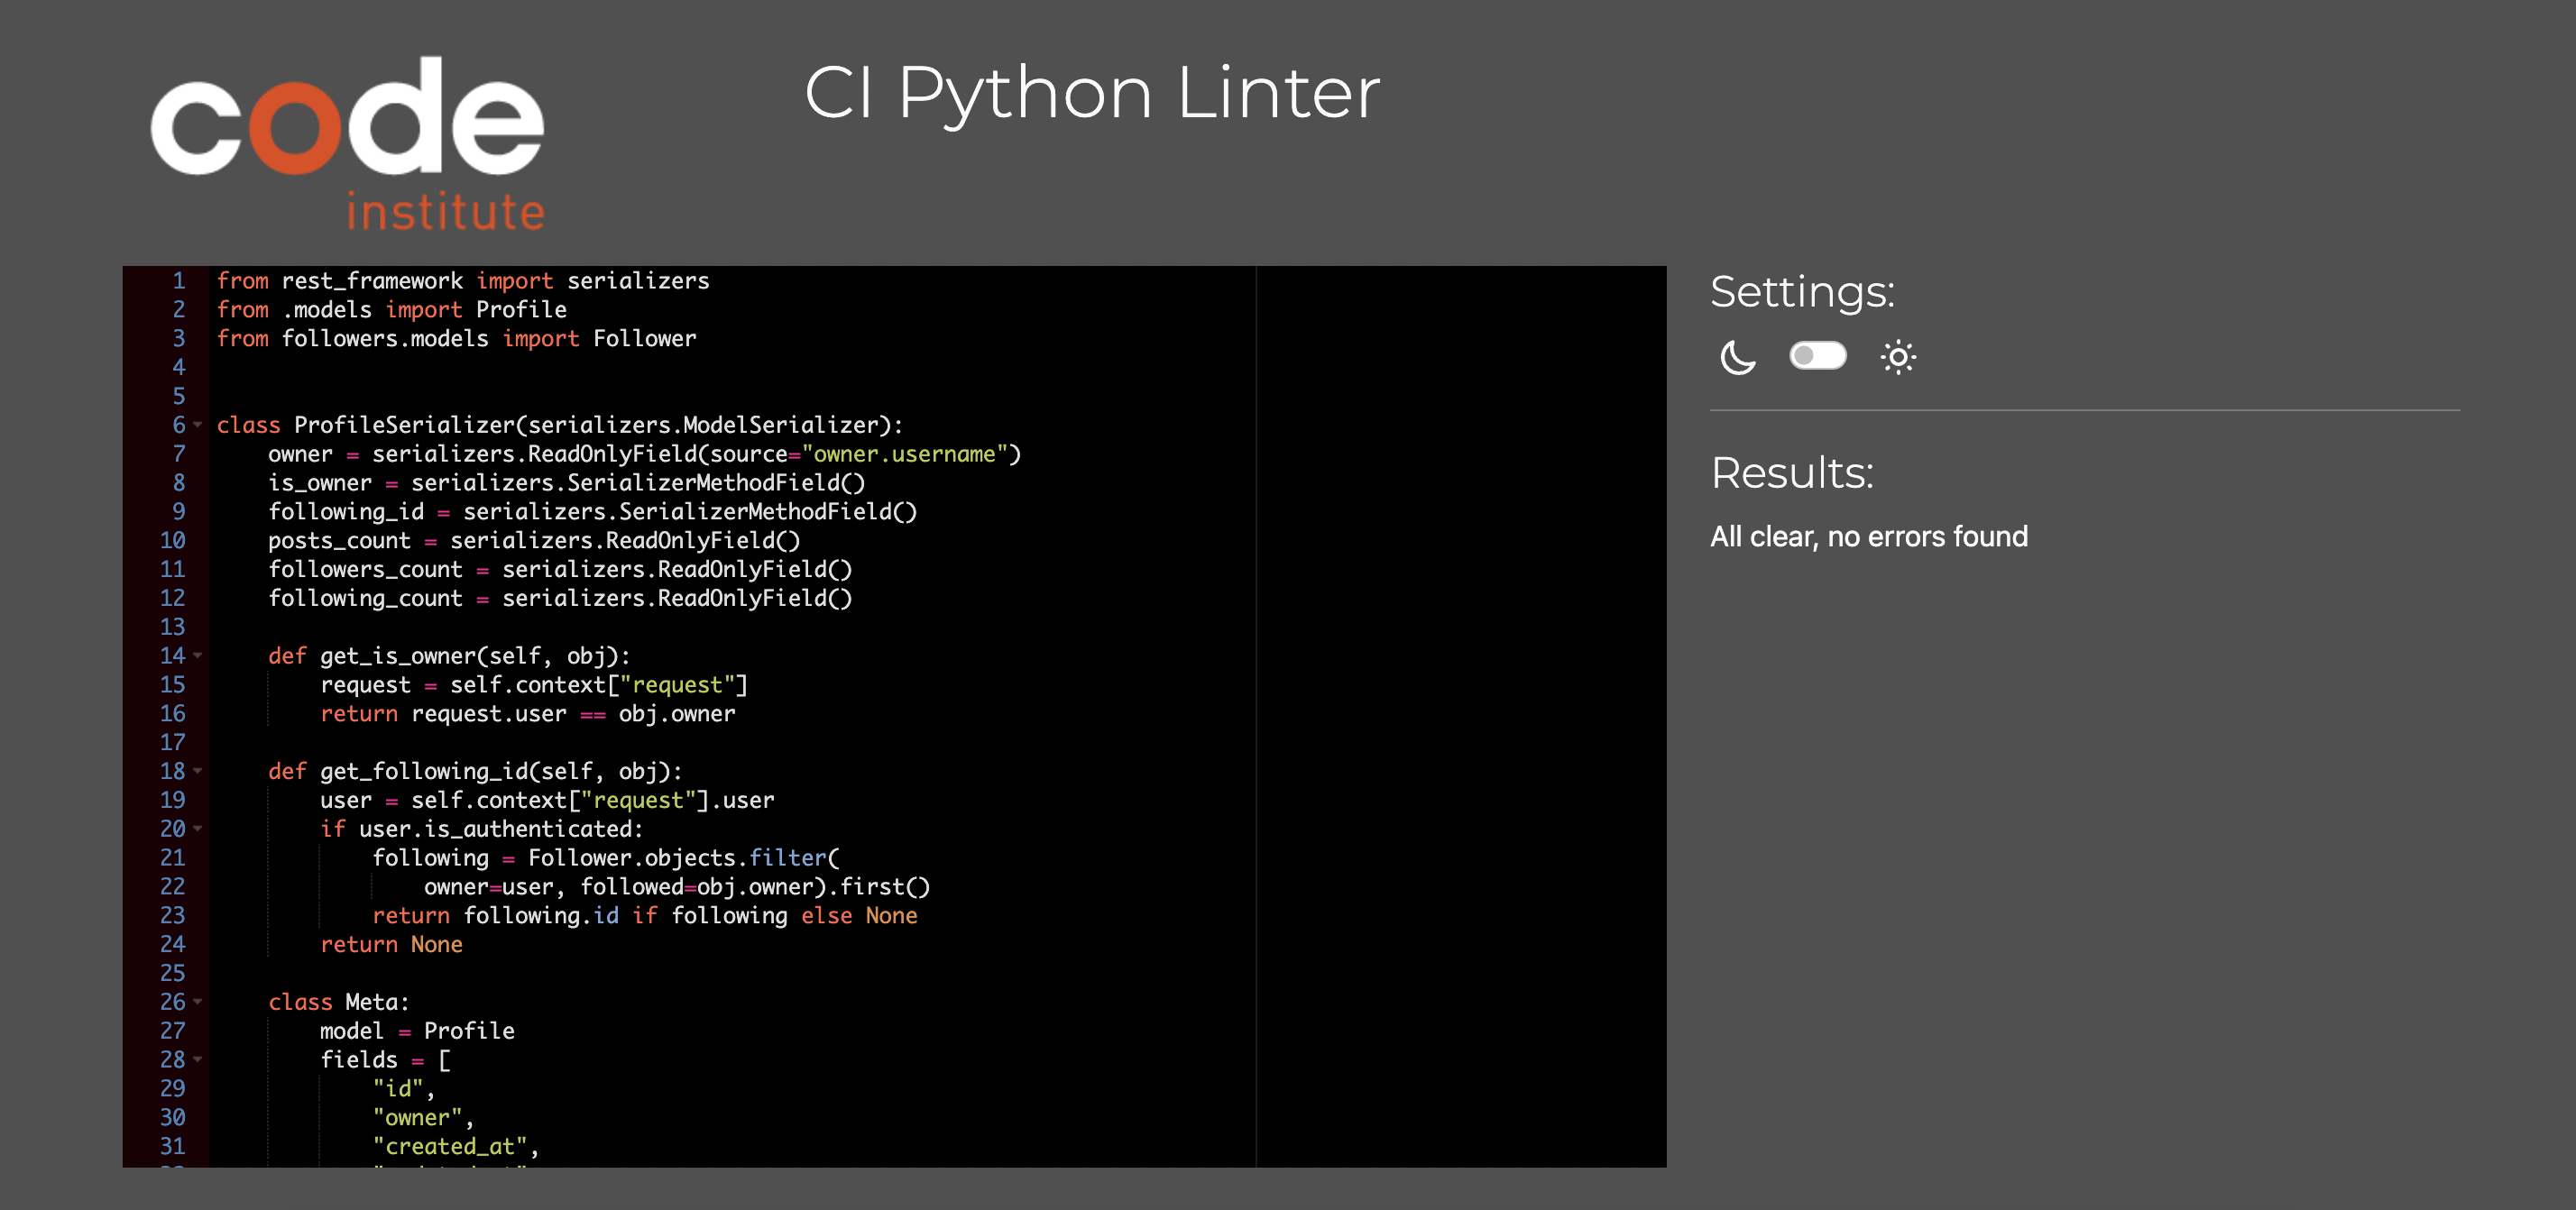 code
institute
CI Python Linter
1 from rest_framework import serializers
2 from .models import Profile
3 from followers.models import Follower
4
5
6 class ProfileSerializer(serializers.ModelSerializer):
7 owner = serializers.ReadOnlyField(source="owner.username")
8 is_owner = serializers.SerializerMethodField()
9 following_id = serializers.SerializerMethodField()
10 posts_count = serializers.ReadOnlyField()
11 followers_count = serializers.ReadOnlyField()
12 following_count = serializers.ReadOnlyField()
13
14 def get_is_owner(self, obj):
15 request = self.context["request"]
16 return request.user == obj.owner
17
18 def get_following_id(self, obj):
19 user = self.context["request"].user
20 if user.is_authenticated:
21 following = Follower.objects.filter(
22 owner=user, followed=obj.owner).first()
23 return following.id if following else None
24 return None
25
26 class Meta:
27 model = Profile
28 fields = [
29 "id",
30 "owner",
31 "created_at",
Settings:
Results:
All clear, no errors found